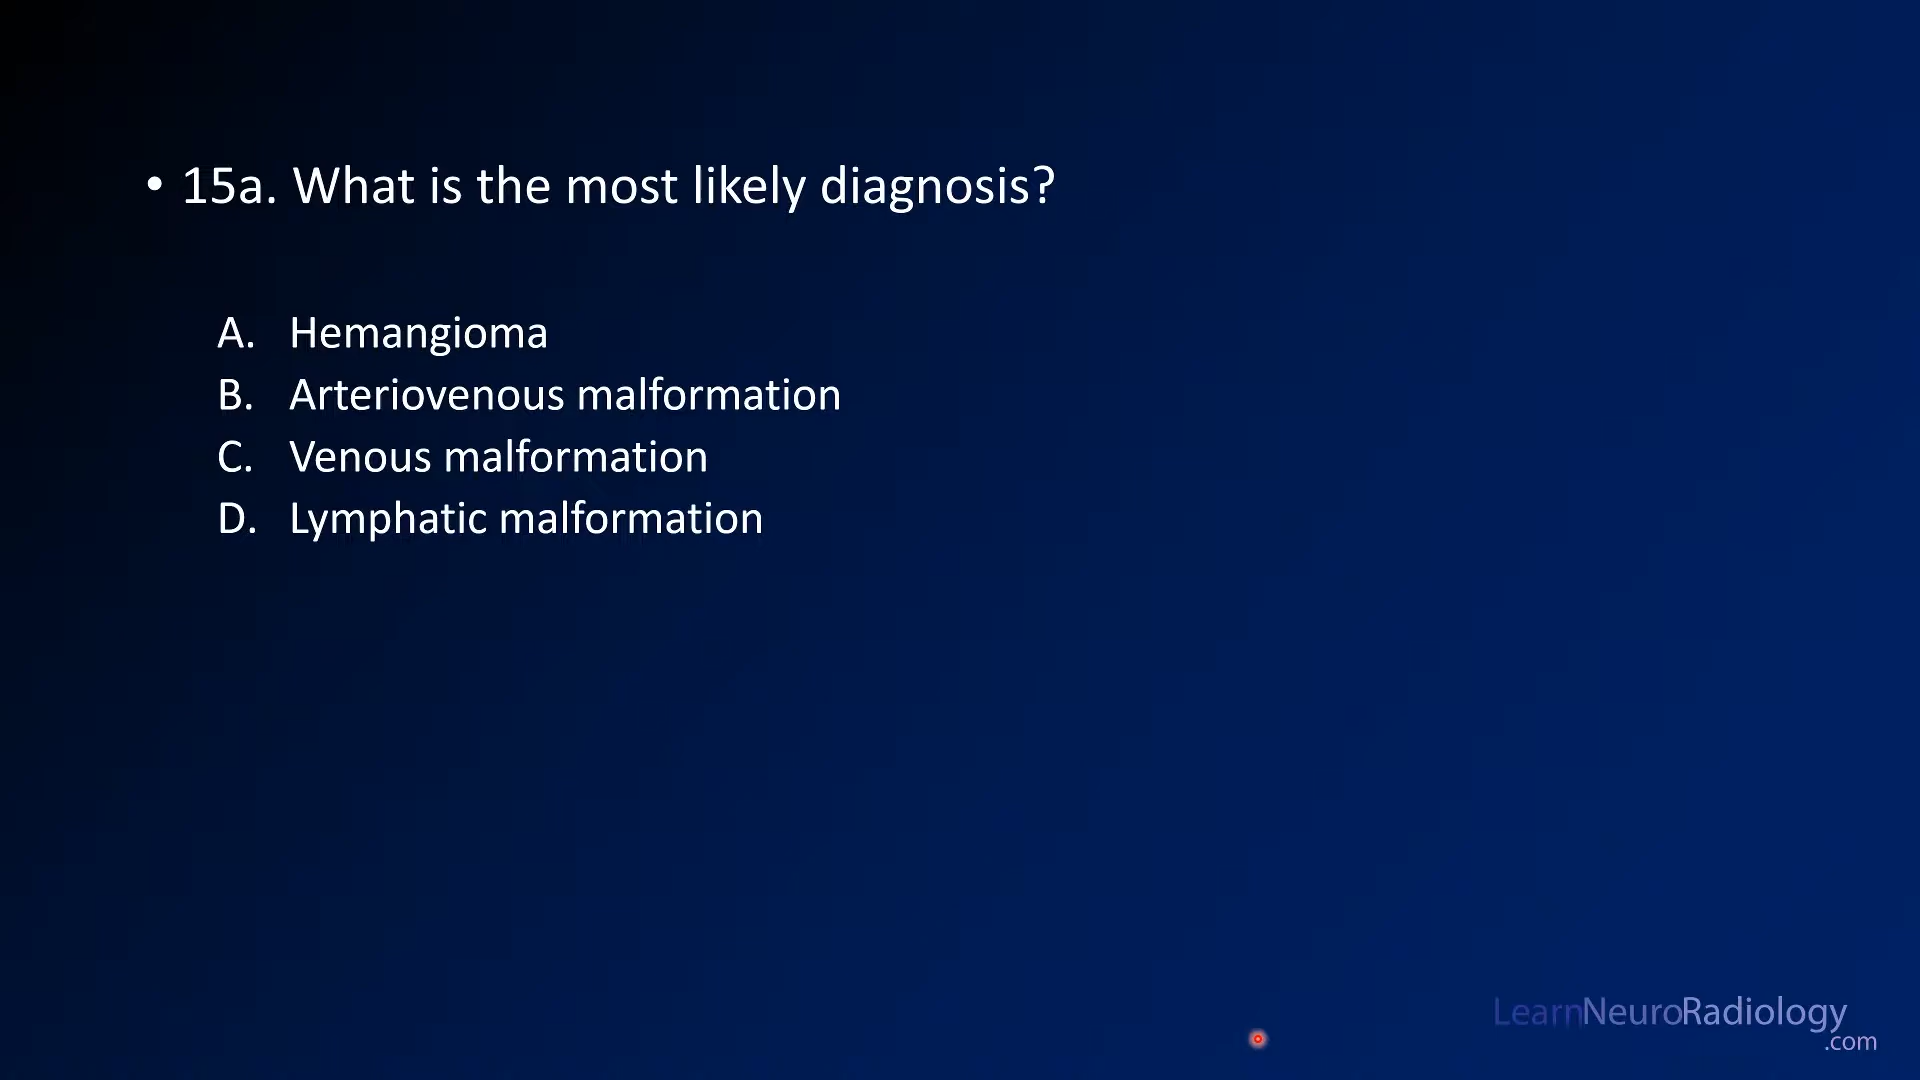 • 15a. What is the most likely diagnosis?
A. Hemangioma
B. Arteriovenous malformation
C. Venous malformation
D. Lymphatic malformation
LearnNeuroRadiology
.com